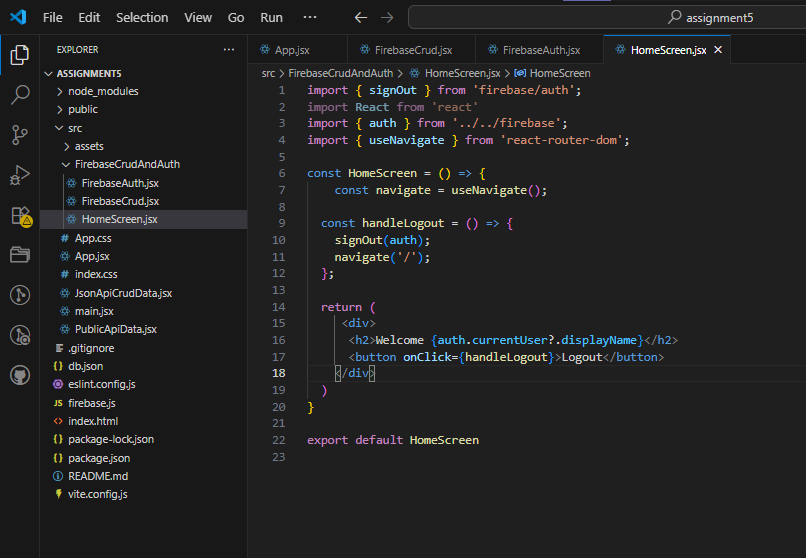 File Edit Selection View Go Run ··· ← → assignment5
EXPLORER ···
ASSIGNMENT5
node_modules
public
src
assets
FirebaseCrudAndAuth
FirebaseAuth.jsx
FirebaseCrud.jsx
HomeScreen.jsx
# App.css
App.jsx
# index.css
JsonApiCrudData.jsx
main.jsx
PublicApiData.jsx
.gitignore
{} db.json
eslint.config.js
JS firebase.js
<> index.html
{} package-lock.json
{} package.json
README.md
vite.config.js
App.jsx FirebaseCrud.jsx FirebaseAuth.jsx HomeScreen.jsx ×
src > FirebaseCrudAndAuth > HomeScreen.jsx > HomeScreen
1 import { signOut } from 'firebase/auth';
2 import React from 'react'
3 import { auth } from '../../firebase';
4 import { useNavigate } from 'react-router-dom';
5
6 const HomeScreen = () => {
7 const navigate = useNavigate();
8
9 const handleLogout = () => {
10 signOut(auth);
11 navigate('/');
12 };
13
14 return (
15 <div>
16 <h2>Welcome {auth.currentUser?.displayName}</h2>
17 <button onClick={handleLogout}>Logout</button>
18 </div>
19 )
20 }
21
22 export default HomeScreen
23